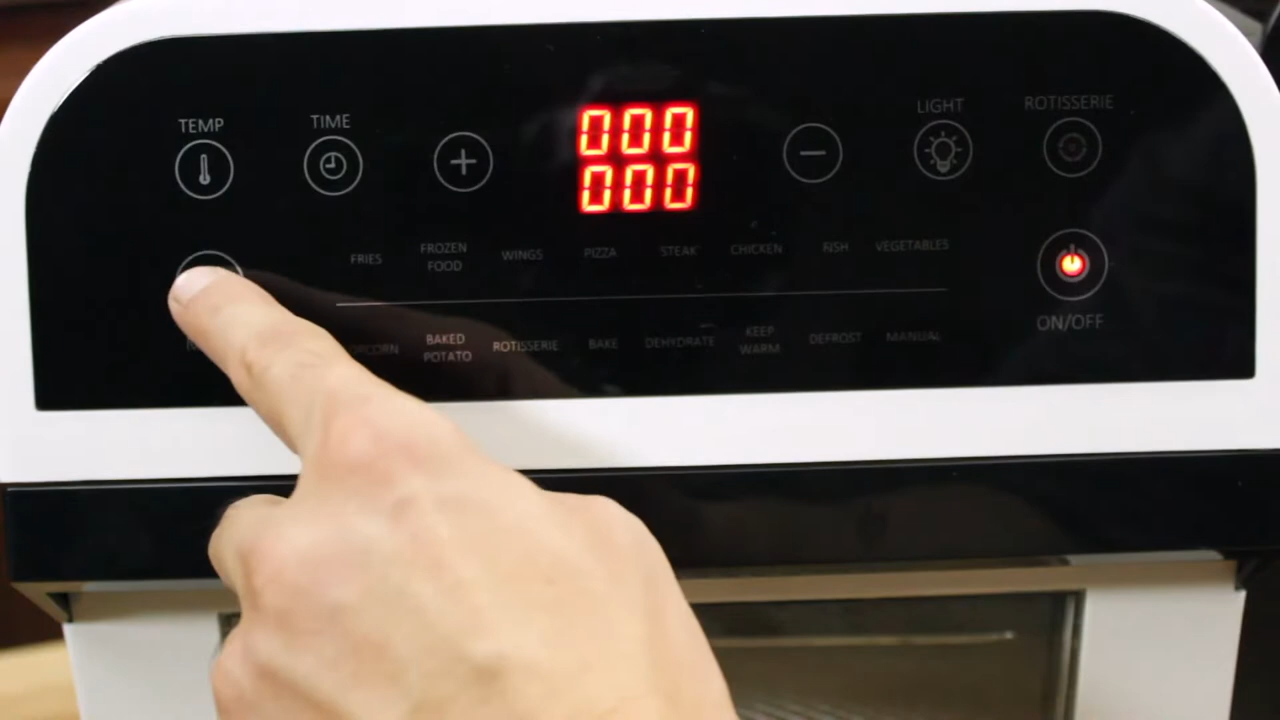 TEMP
TIME
LIGHT
ROTISSERIE
000
000
FRIES
FROZEN
FOOD
WINGS
PIZZA
STEAK
CHICKEN
FISH
VEGETABLES
ON/OFF
BAKED
POTATO
ROTISSERIE
BAKE
DEHYDRATE
KEEP
WARM
DEFROST
MANUAL